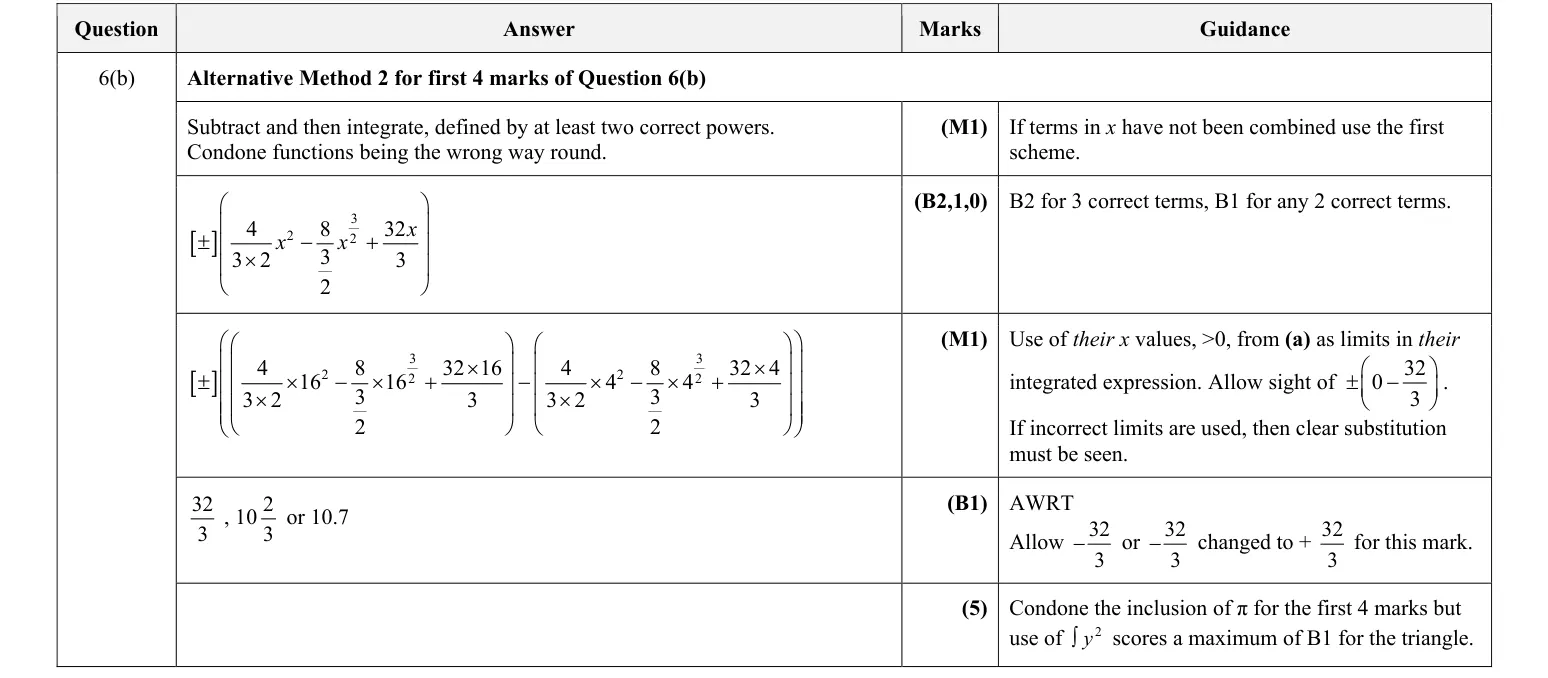 Question Answer Marks Guidance
6(b) Alternative Method 2 for first 4 marks of Question 6(b)
Subtract and then integrate, defined by at least two correct powers. (M1) If terms in x have not been combined use the first
Condone functions being the wrong way round. scheme.
[±](4/(3×2) x² − 8/(3/2) x^(3/2) + 32x/3) (B2,1,0) B2 for 3 correct terms, B1 for any 2 correct terms.
[±]((4/(3×2) ×16² − 8/(3/2) ×16^(3/2) + (32×16)/3) − (4/(3×2) ×4² − 8/(3/2) ×4^(3/2) + (32×4)/3)) (M1) Use of their x values, >0, from (a) as limits in their
integrated expression. Allow sight of ±(0 − 32/3).
If incorrect limits are used, then clear substitution
must be seen.
32/3 , 10 2/3 or 10.7 (B1) AWRT
Allow −32/3 or −32/3 changed to + 32/3 for this mark.
(5) Condone the inclusion of π for the first 4 marks but
use of ∫y² scores a maximum of B1 for the triangle.